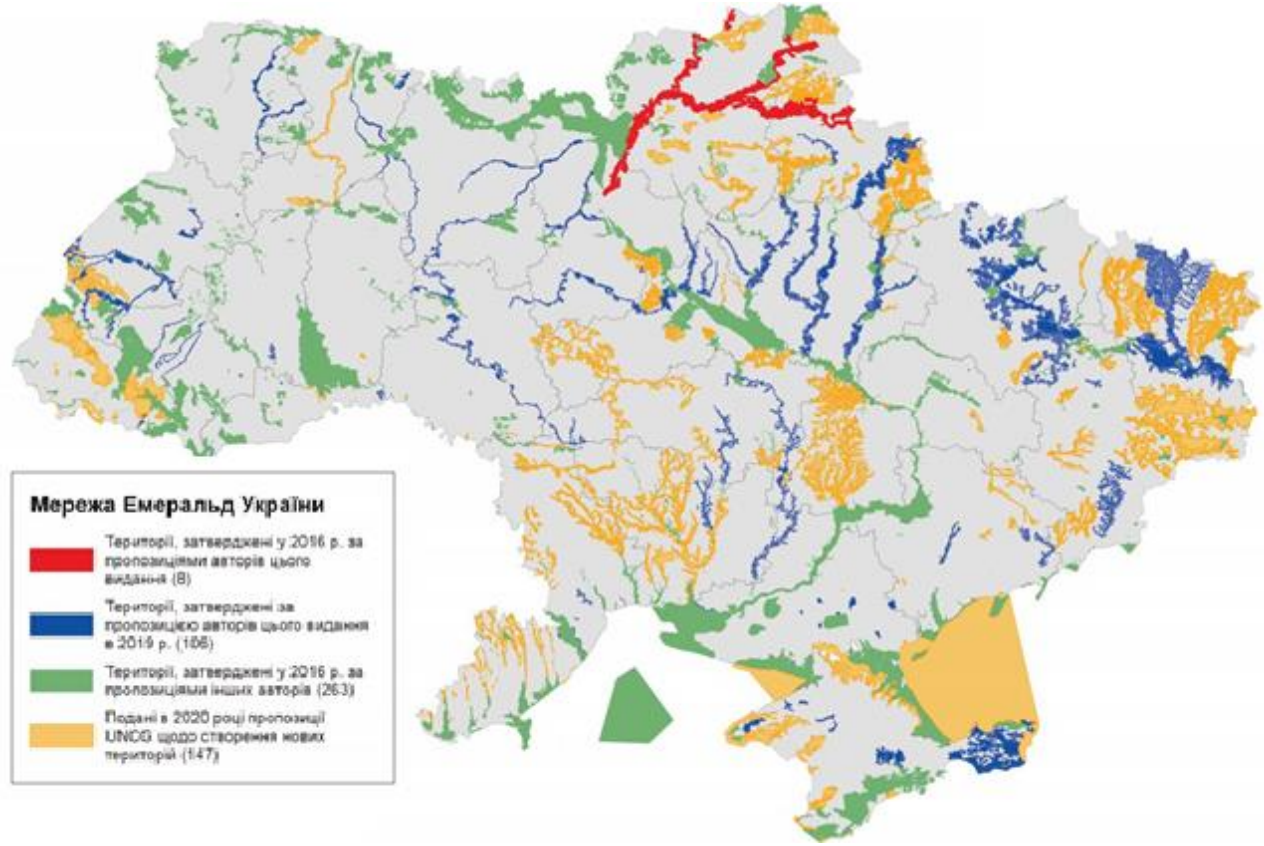 Мережа Емеральд України
Території, затверджені у 2016 р. за
пропозиціями авторів цього
видання (8)
Території, затверджені за
пропозицією авторів цього видання
в 2019 р. (106)
Території, затверджені у 2016 р. за
пропозиціями інших авторів (263)
Подані в 2020 році пропозиції
UNCG щодо створення нових
територій (147)